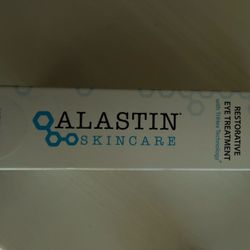 ALASTIN
SKINCARE
RESTORATIVE
EYE TREATMENT
with TriHex Technology